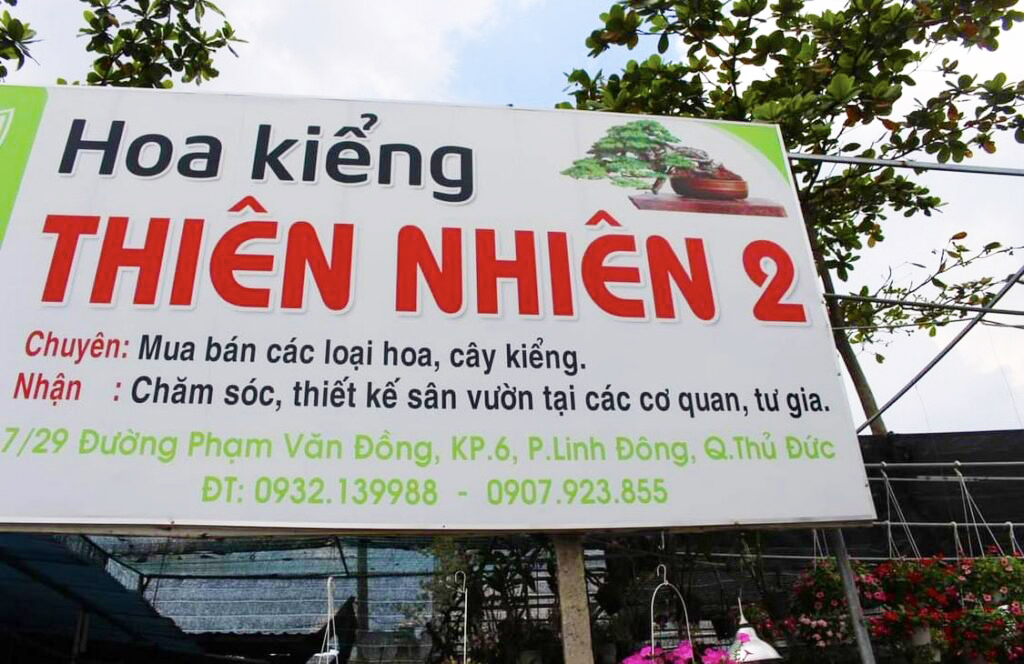 Hoa kiểng
THIÊN NHIÊN 2
Chuyên: Mua bán các loại hoa, cây kiểng.
Nhận : Chăm sóc, thiết kế sân vườn tại các cơ quan, tư gia.
7/29 Đường Phạm Văn Đồng, KP.6, P.Linh Đông, Q.Thủ Đức
ĐT: 0932.139988 - 0907.923.855